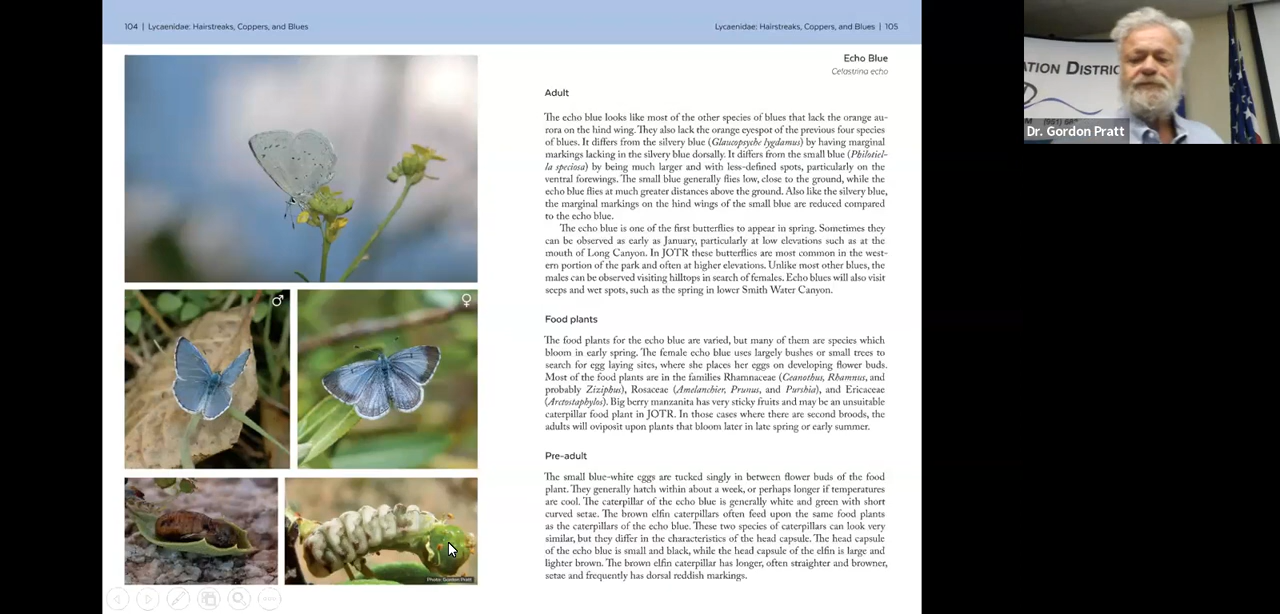 104 | Lycaenidae: Hairstreaks, Coppers, and Blues
Lycaenidae: Hairstreaks, Coppers, and Blues | 105
Echo Blue
Celastrina echo
Adult
The echo blue looks like most of the other species of blues that lack the orange au-
rora on the hind wing. They also lack the orange eyespot of the previous four species
of blues. It differs from the silvery blue (Glaucopsyche lygdamus) by having marginal
markings lacking in the silvery blue dorsally. It differs from the small blue (Philotiel-
la speciosa) by being much larger and with less-defined spots, particularly on the
ventral forewings. The small blue generally flies low, close to the ground, while the
echo blue flies at much greater distances above the ground. Also like the silvery blue,
the marginal markings on the hind wings of the small blue are reduced compared
to the echo blue.
The echo blue is one of the first butterflies to appear in spring. Sometimes they
can be observed as early as January, particularly at low elevations such as at the
mouth of Long Canyon. In JOTR these butterflies are most common in the west-
ern portion of the park and often at higher elevations. Unlike most other blues, the
males can be observed visiting hilltops in search of females. Echo blues will also visit
seeps and wet spots, such as the spring in lower Smith Water Canyon.
Food plants
The food plants for the echo blue are varied, but many of them are species which
bloom in early spring. The female echo blue uses largely bushes or small trees to
search for egg laying sites, where she places her eggs on developing flower buds.
Most of the food plants are in the families Rhamnaceae (Ceanothus, Rhamnus, and
probably Ziziphus), Rosaceae (Amelanchier, Prunus, and Purshia), and Ericaceae
(Arctostaphylos). Big berry manzanita has very sticky fruits and may be an unsuitable
caterpillar food plant in JOTR. In those cases where there are second broods, the
adults will oviposit upon plants that bloom later in late spring or early summer.
Pre-adult
The small blue-white eggs are tucked singly in between flower buds of the food
plant. They generally hatch within about a week, or perhaps longer if temperatures
are cool. The caterpillar of the echo blue is generally white and green with short
curved setae. The brown elfin caterpillars often feed upon the same food plants
as the caterpillars of the echo blue. These two species of caterpillars can look very
similar, but they differ in the characteristics of the head capsule. The head capsule
of the echo blue is small and black, while the head capsule of the elfin is large and
lighter brown. The brown elfin caterpillar has longer, often straighter and browner,
setae and frequently has dorsal reddish markings.
Photo: Gordon Pratt
ATION DISTRIC
Dr. Gordon Pratt